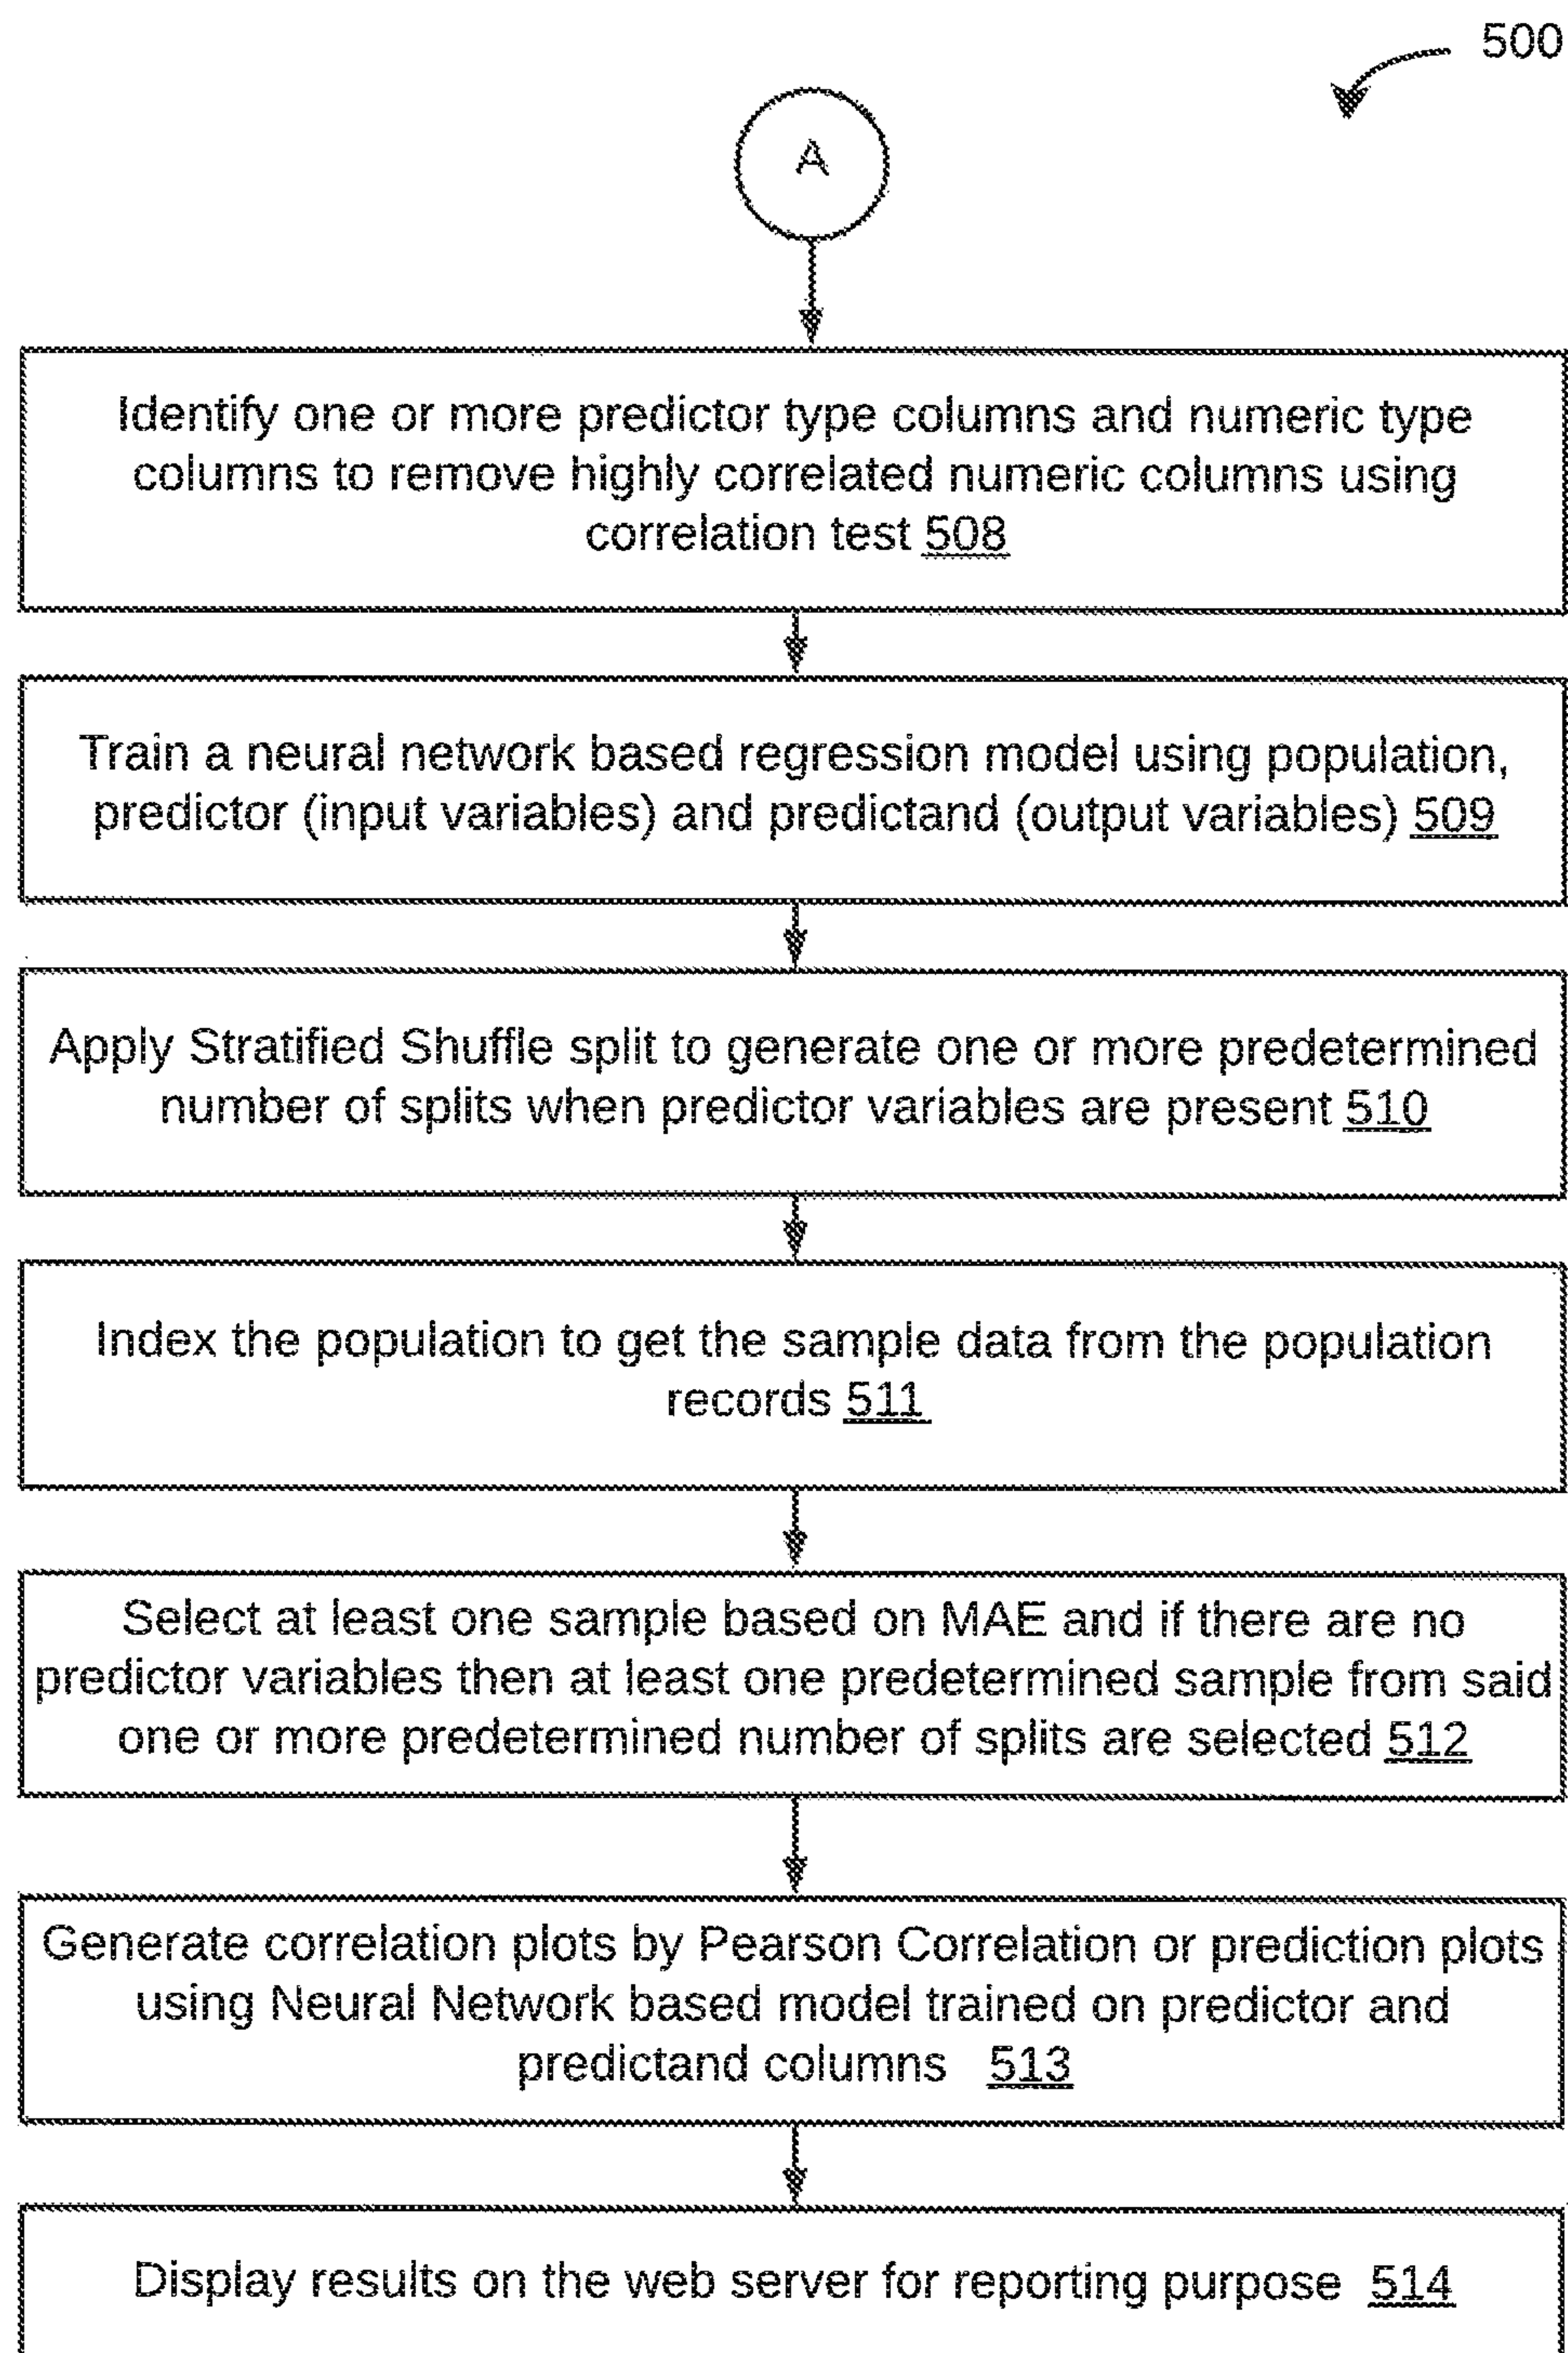 500
A
Identify one or more predictor type columns and numeric type
columns to remove highly correlated numeric columns using
correlation test 508
Train a neural network based regression model using population,
predictor (input variables) and predictand (output variables) 509
Apply Stratified Shuffle split to generate one or more predetermined
number of splits when predictor variables are present 510
Index the population to get the sample data from the population
records 511
Select at least one sample based on MAE and if there are no
predictor variables then at least one predetermined sample from said
one or more predetermined number of splits are selected 512
Generate correlation plots by Pearson Correlation or prediction plots
using Neural Network based model trained on predictor and
predictand columns 513
Display results on the web server for reporting purpose 514